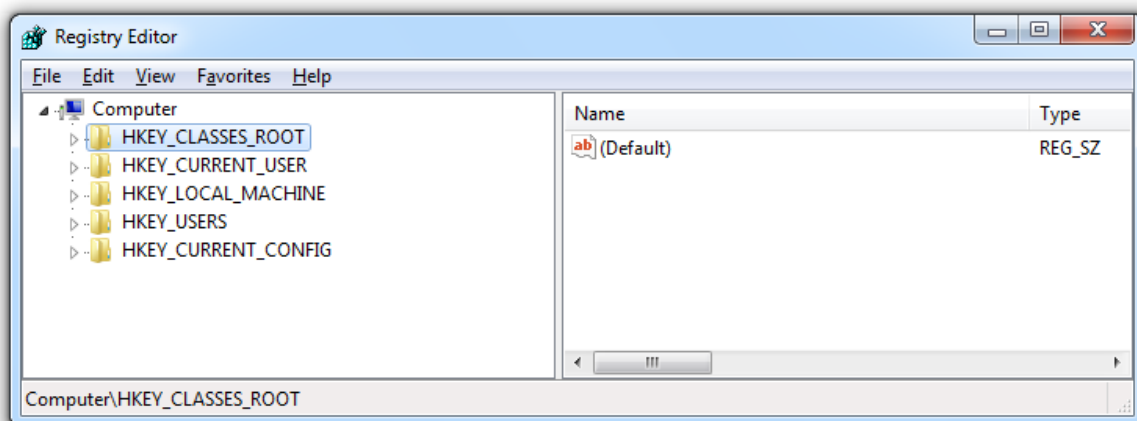 Registry Editor
File Edit View Favorites Help
Computer
HKEY_CLASSES_ROOT
HKEY_CURRENT_USER
HKEY_LOCAL_MACHINE
HKEY_USERS
HKEY_CURRENT_CONFIG
Name Type
ab (Default) REG_SZ
Computer\HKEY_CLASSES_ROOT